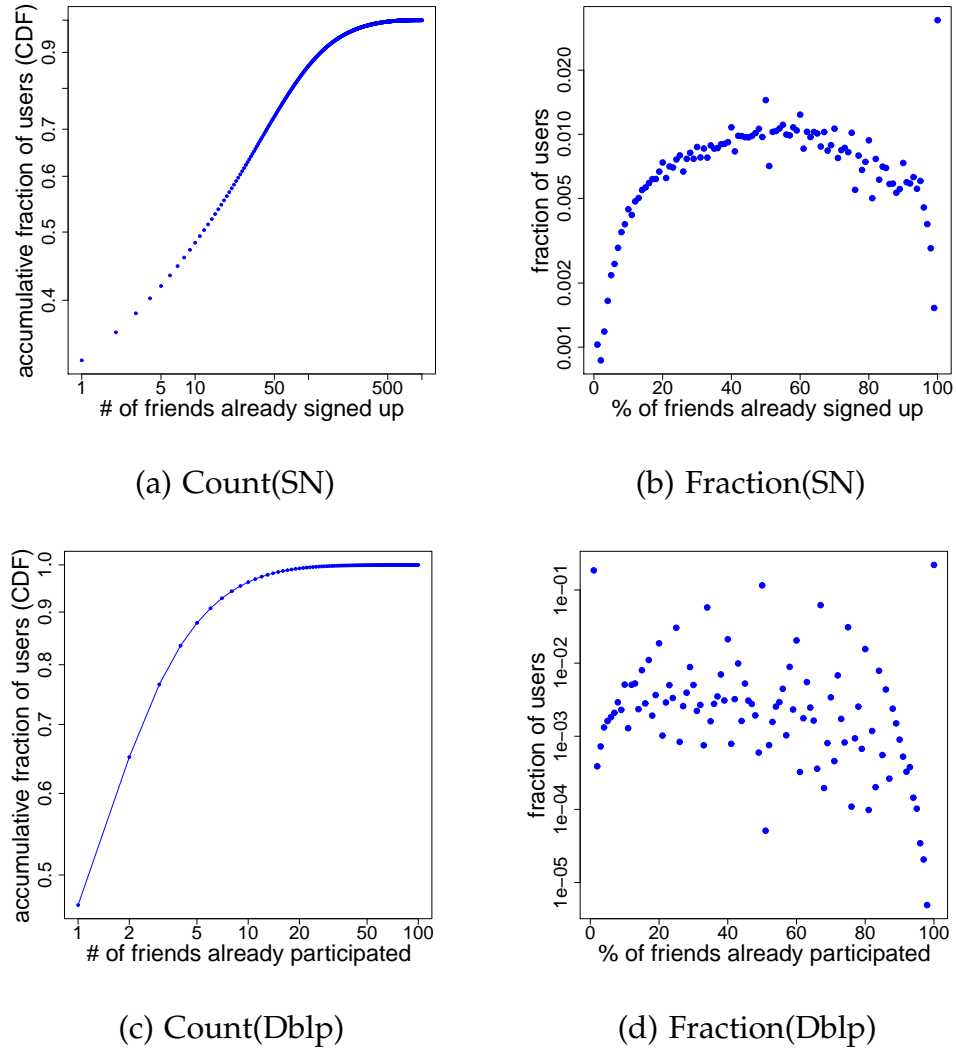 accumulative fraction of users (CDF)
0.9
0.7
0.6
0.5
0.4
1 5 10 50 500
# of friends already signed up
(a) Count(SN)
fraction of users
0.020
0.010
0.005
0.002
0.001
0 20 40 60 80 100
% of friends already signed up
(b) Fraction(SN)
accumulative fraction of users (CDF)
1.0
0.9
0.8
0.7
0.6
0.5
1 2 5 10 20 50 100
# of friends already participated
(c) Count(Dblp)
fraction of users
1e-01
1e-02
1e-03
1e-04
1e-05
0 20 40 60 80 100
% of friends already participated
(d) Fraction(Dblp)